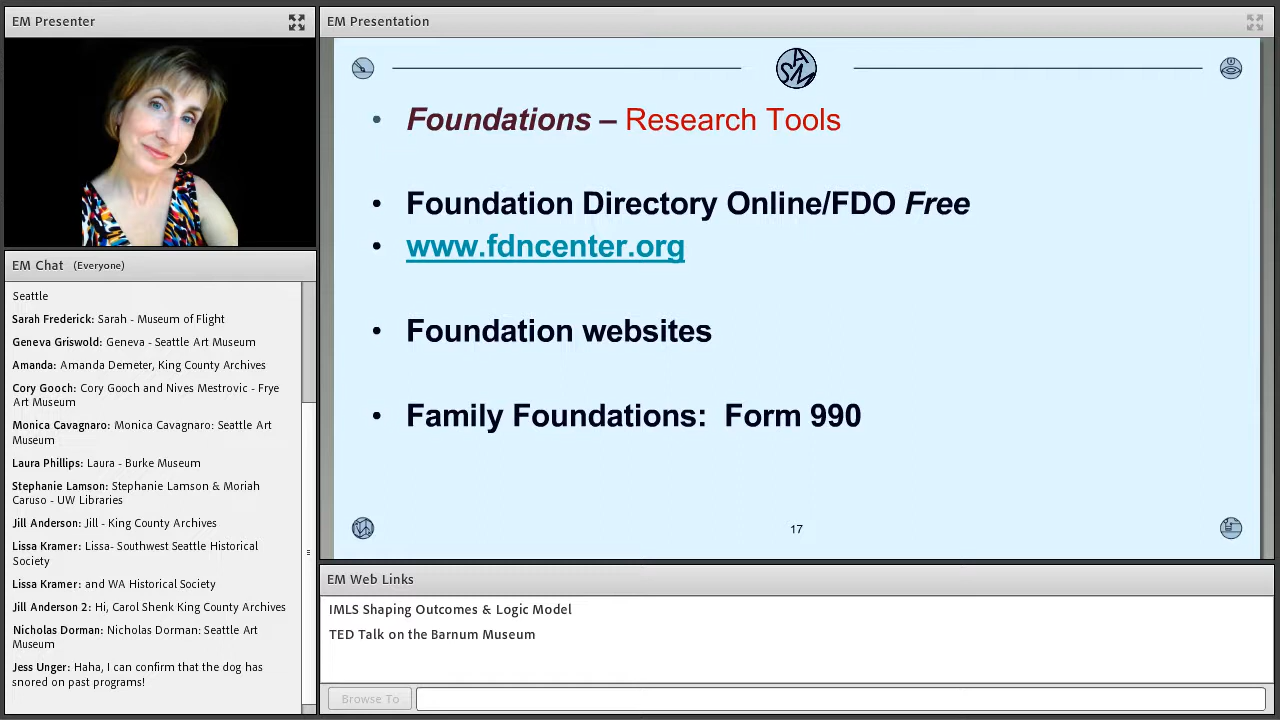 EM Presenter
EM Chat (Everyone)
Seattle
Sarah Frederick: Sarah - Museum of Flight
Geneva Griswold: Geneva - Seattle Art Museum
Amanda: Amanda Demeter, King County Archives
Cory Gooch: Cory Gooch and Nives Mestrovic - Frye
Art Museum
Monica Cavagnaro: Monica Cavagnaro: Seattle Art
Museum
Laura Phillips: Laura - Burke Museum
Stephanie Lamson: Stephanie Lamson & Moriah
Caruso - UW Libraries
Jill Anderson: Jill - King County Archives
Lissa Kramer: Lissa- Southwest Seattle Historical
Society
Lissa Kramer: and WA Historical Society
Jill Anderson 2: Hi, Carol Shenk King County Archives
Nicholas Dorman: Nicholas Dorman: Seattle Art
Museum
Jess Unger: Haha, I can confirm that the dog has
snored on past programs!
EM Presentation
ASM
• Foundations – Research Tools
• Foundation Directory Online/FDO Free
• www.fdncenter.org
• Foundation websites
• Family Foundations: Form 990
17
EM Web Links
IMLS Shaping Outcomes & Logic Model
TED Talk on the Barnum Museum
Browse To